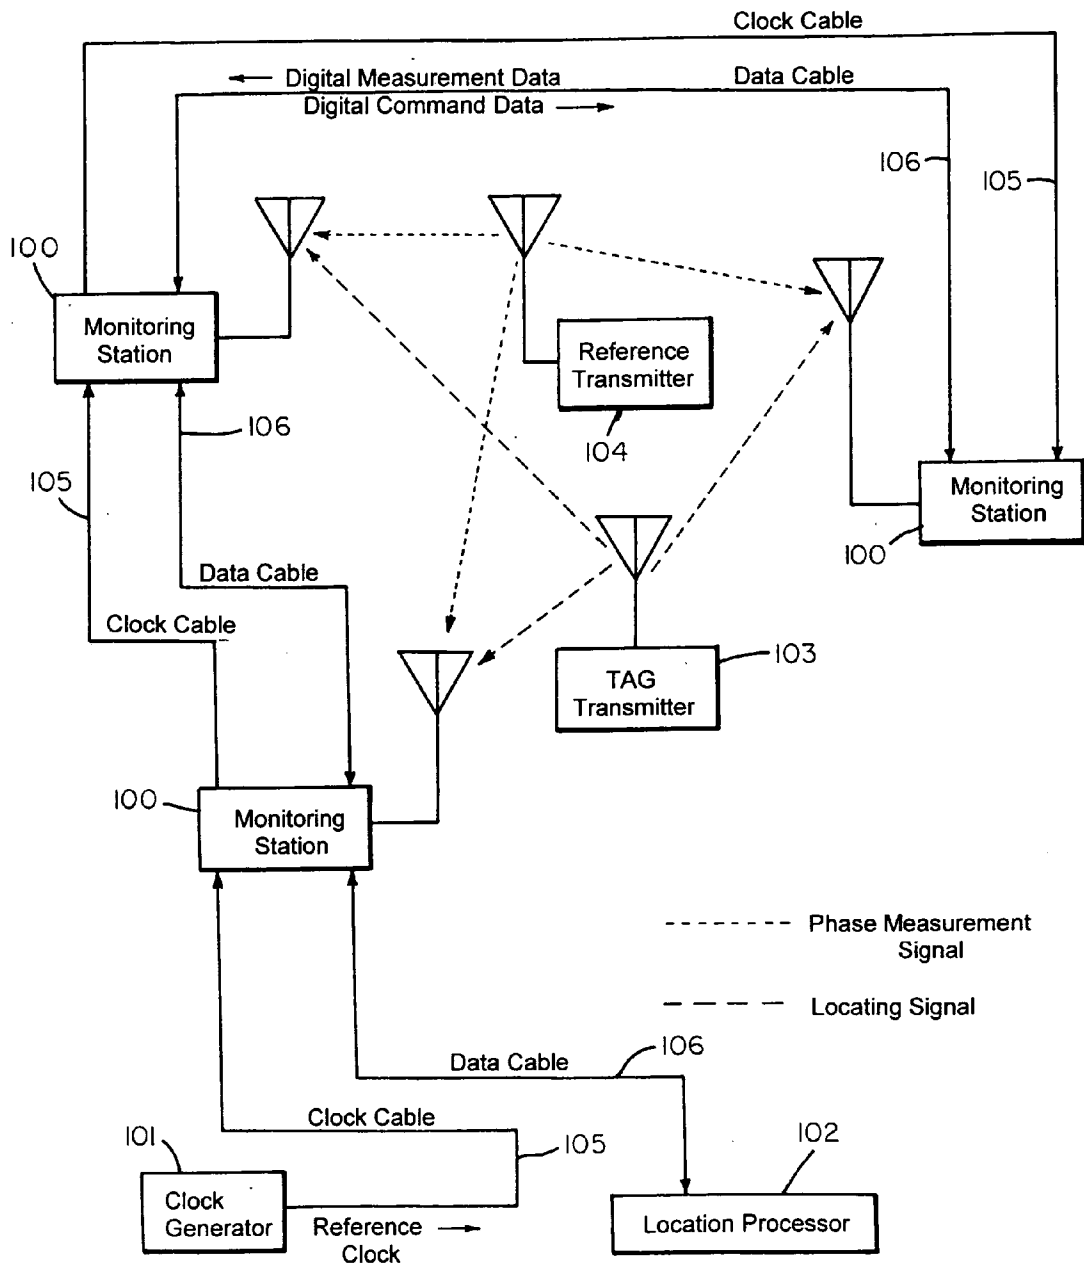 Clock Cable
Digital Measurement Data
Data Cable
Digital Command Data
106
105
100
Monitoring
Station
Reference
Transmitter
104
106
105
Monitoring
Station
100
Data Cable
Clock Cable
103
TAG
Transmitter
100
Monitoring
Station
Phase Measurement
Signal
Locating Signal
106
Data Cable
Clock Cable
101
105
102
Clock
Generator
Reference
Clock
Location Processor